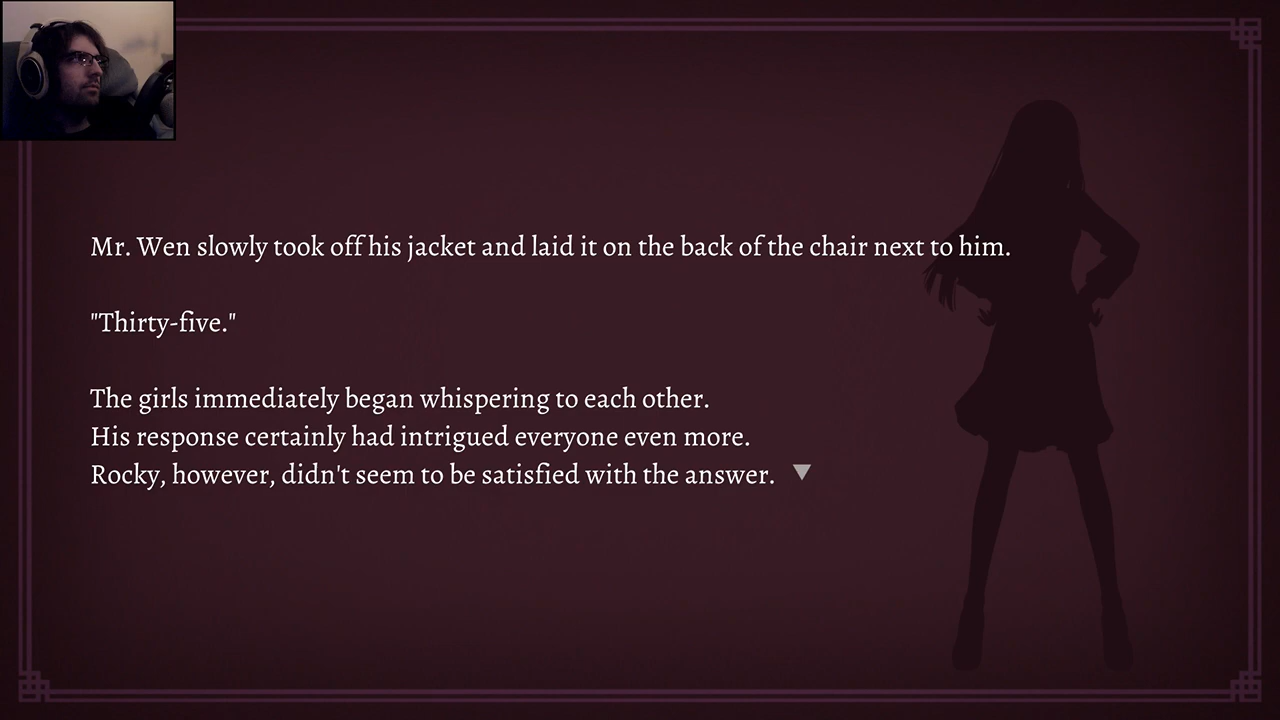 Mr. Wen slowly took off his jacket and laid it on the back of the chair next to him.
"Thirty-five."
The girls immediately began whispering to each other.
His response certainly had intrigued everyone even more.
Rocky, however, didn't seem to be satisfied with the answer.